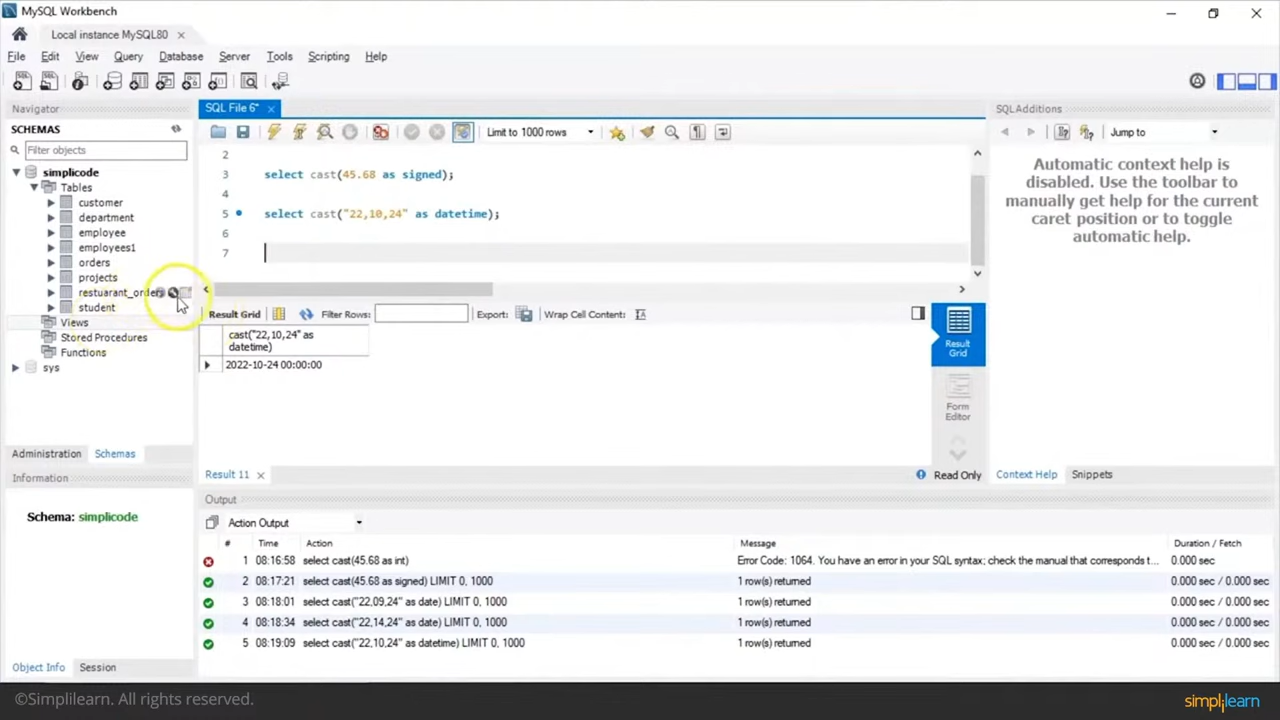 MySQL Workbench
Local instance MySQL80
File Edit View Query Database Server Tools Scripting Help
Navigator
SCHEMAS
Filter objects
simplicode
Tables
customer
department
employee
employees1
orders
projects
student
Views
Stored Procedures
Functions
sys
Administration Schemas
Information
Schema: simplicode
Object Info Session
SQL File 6*
Limit to 1000 rows
2
3 select cast(45.68 as signed);
4
5 select cast("22,10,24" as datetime);
6
7
Result Grid Filter Rows: Export: Wrap Cell Content:
cast("22,10,24" as
datetime)
2022-10-24 00:00:00
Result
Grid
Form
Editor
Result 11 Read Only
SQLAdditions
Jump to
Automatic context help is
disabled. Use the toolbar to
manually get help for the current
caret position or to toggle
automatic help.
Context Help Snippets
Output
Action Output
# Time Action Message Duration / Fetch
1 08:16:58 select cast(45.68 as int) Error Code: 1064. You have an error in your SQL syntax; check the manual that corresponds t... 0.000 sec
2 08:17:21 select cast(45.68 as signed) LIMIT 0, 1000 1 row(s) returned 0.000 sec / 0.000 sec
3 08:18:01 select cast("22,09,24" as date) LIMIT 0, 1000 1 row(s) returned 0.000 sec / 0.000 sec
4 08:18:34 select cast("22,14,24" as date) LIMIT 0, 1000 1 row(s) returned 0.000 sec / 0.000 sec
5 08:19:09 select cast("22,10,24" as datetime) LIMIT 0, 1000 1 row(s) returned 0.000 sec / 0.000 sec
©Simplilearn. All rights reserved.
simplilearn